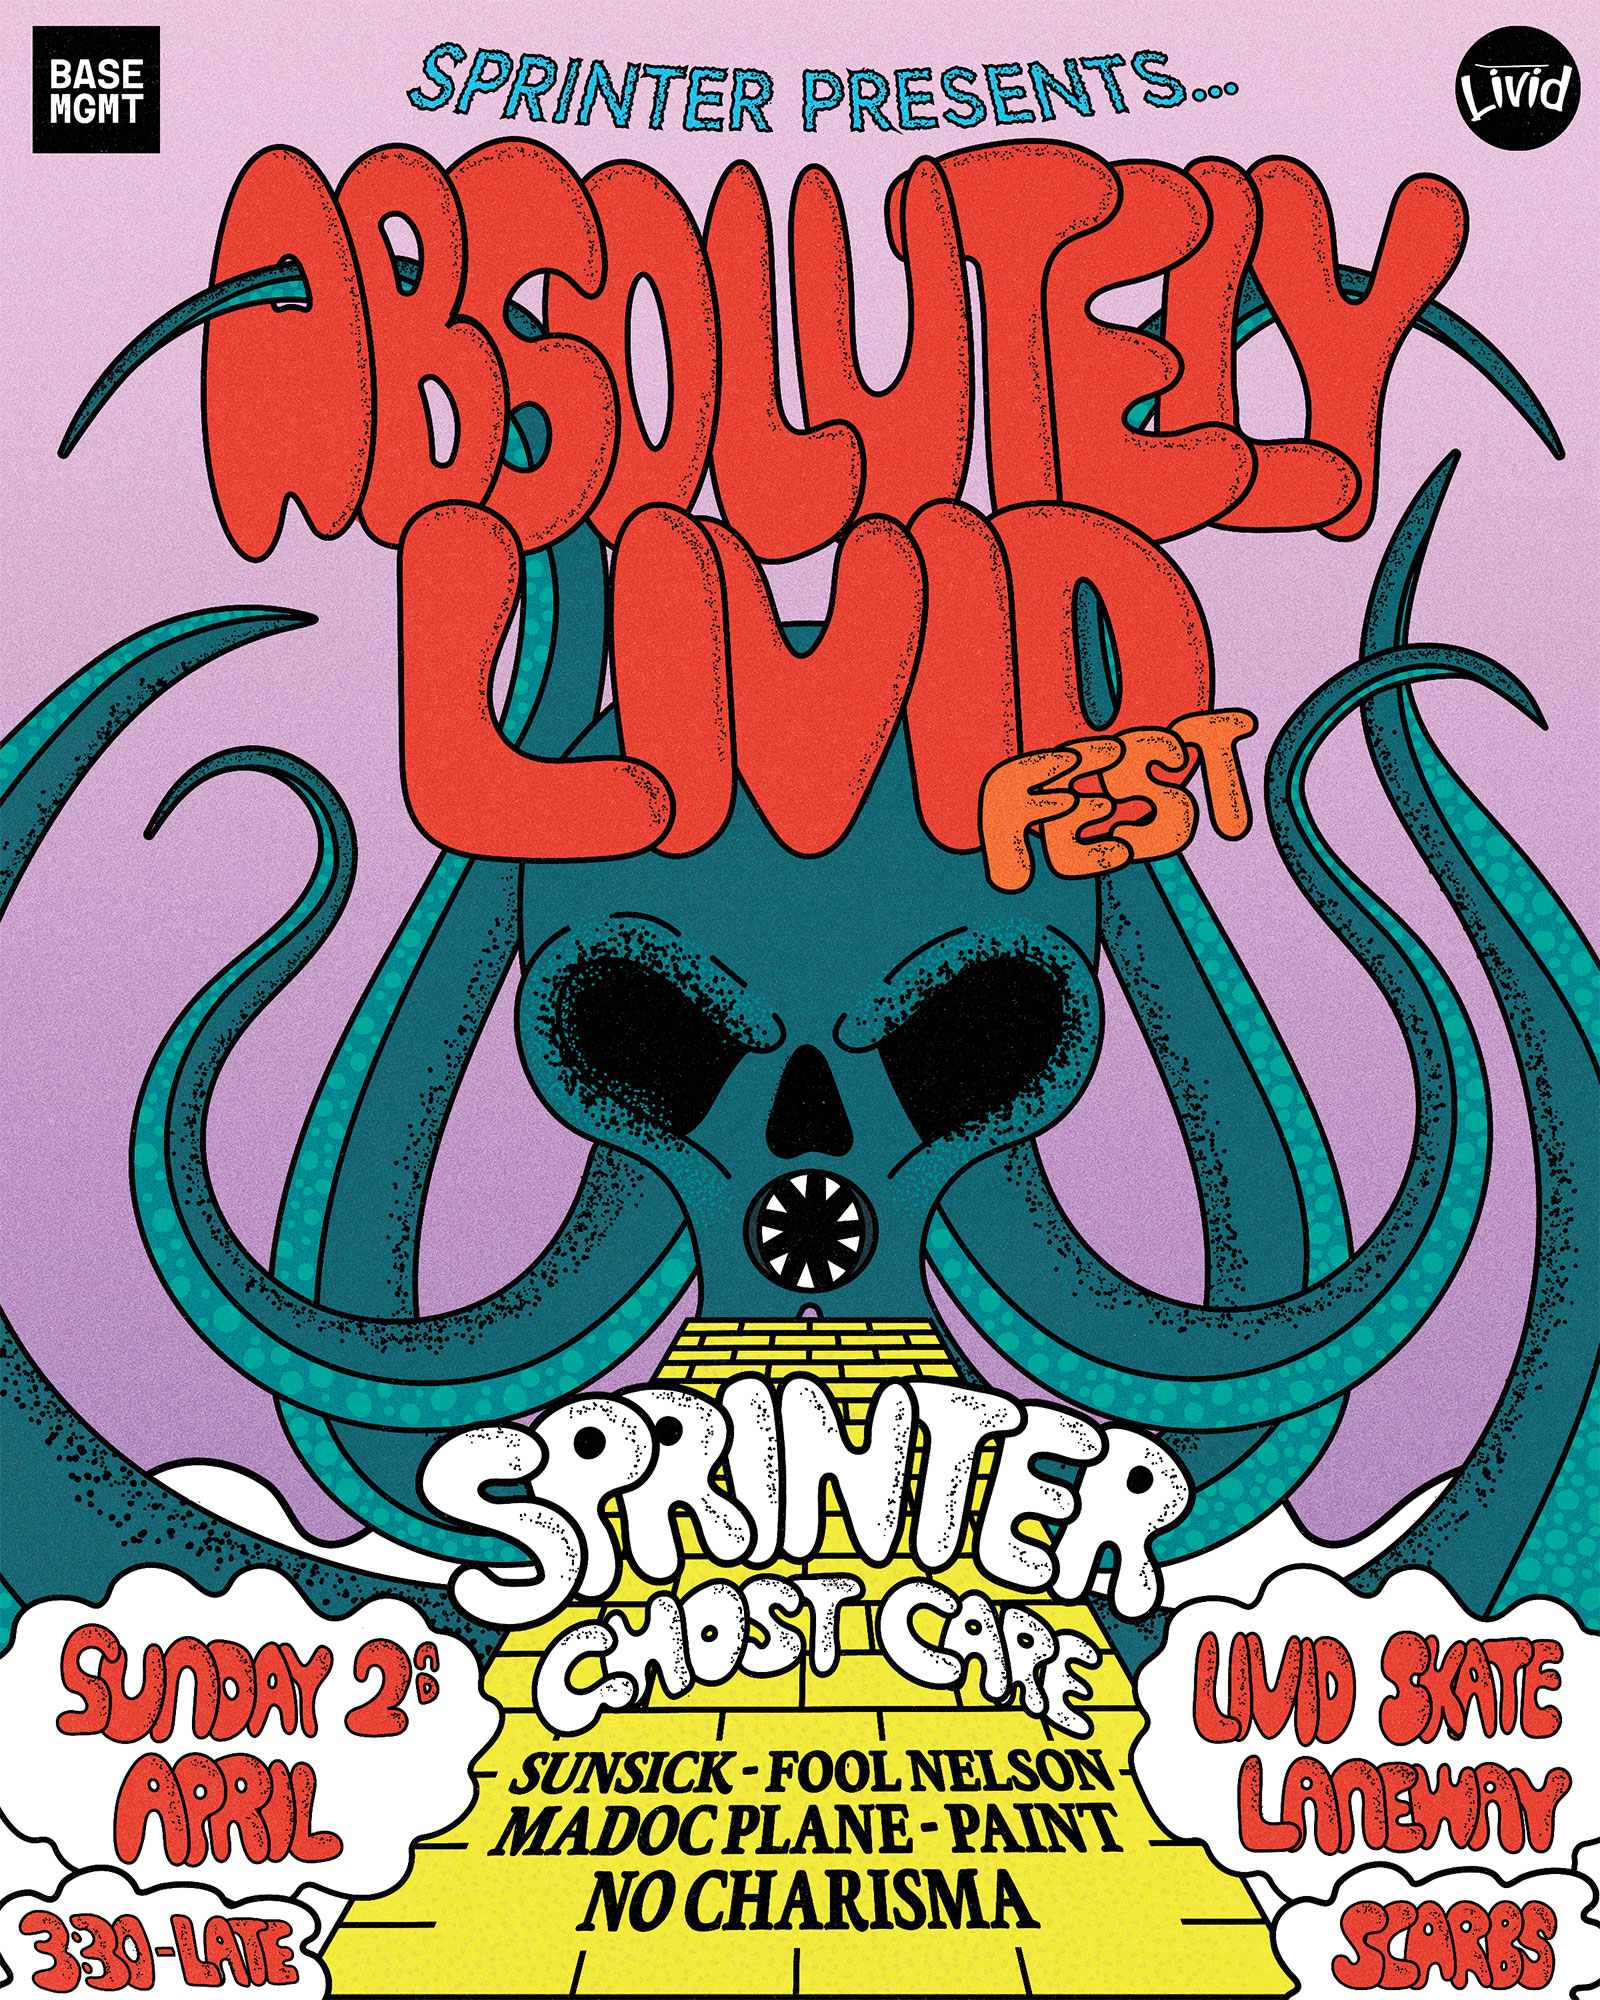 BASE
MGMT
SPRINTER PRESENTS...
Livid
ABSOLUTELY
LIVID
FEST
SPRINTER
GHOST CARE
SUNSICK - FOOL NELSON
MADOC PLANE - PAINT
NO CHARISMA
SUNDAY 2ND
APRIL
3:30-LATE
LIVID SKATE
LANEWAY
SCARBS